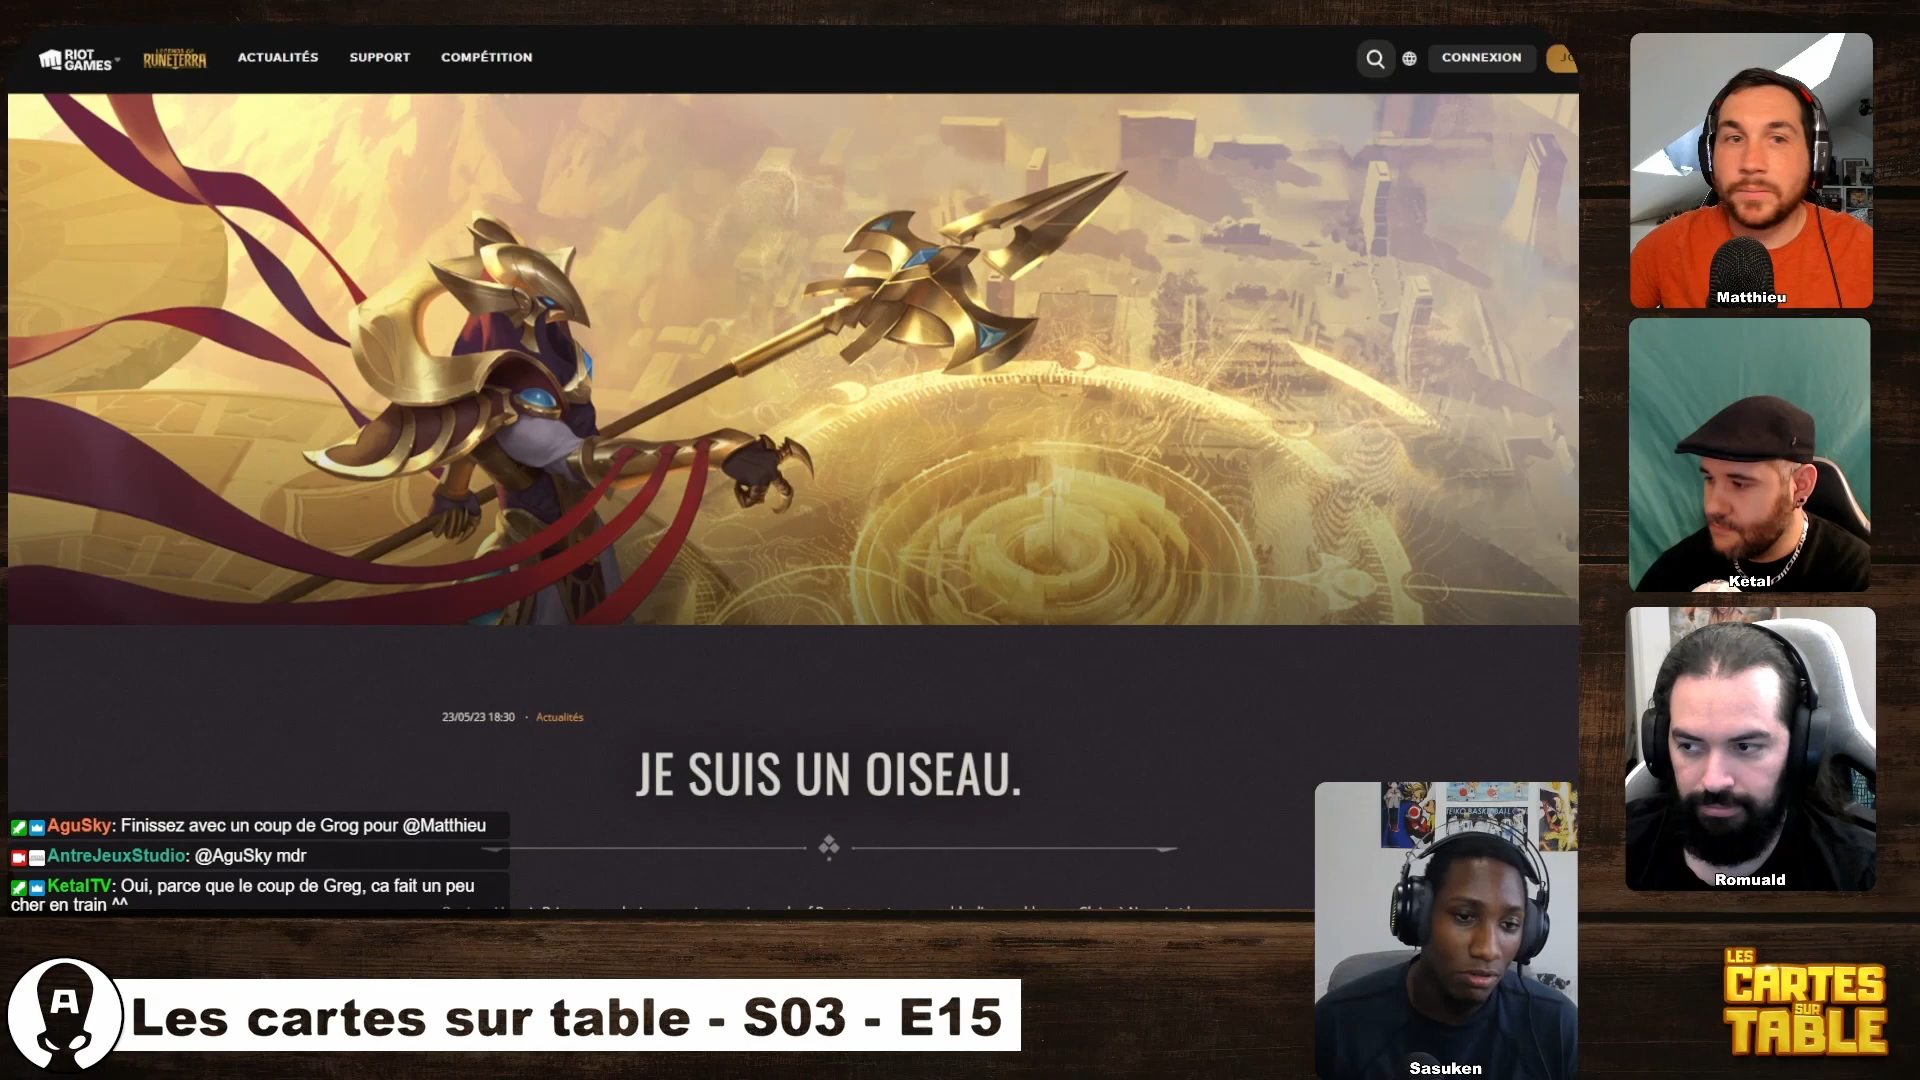 RIOT GAMES
LEGENDS OF RUNETERRA
ACTUALITÉS
SUPPORT
COMPÉTITION
CONNEXION
23/05/23 18:30 · Actualités
JE SUIS UN OISEAU.
AguSky: Finissez avec un coup de Grog pour @Matthieu
AntreJeuxStudio: @AguSky mdr
KetalTV: Oui, parce que le coup de Greg, ca fait un peu
cher en train ^^
A
Les cartes sur table - S03 - E15
Matthieu
Ketal
Romuald
Sasuken
LES
CARTES
SUR
TABLE